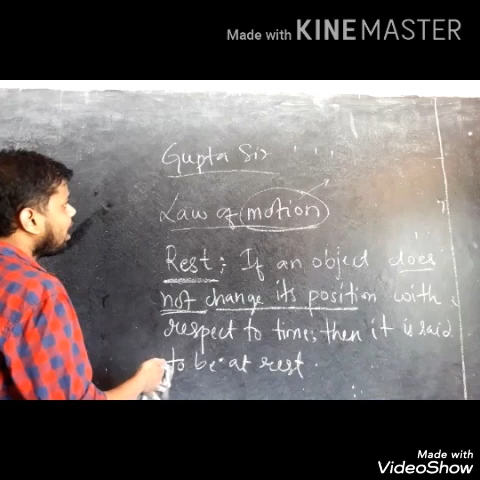 Made with KINEMASTER
Gupta Sir
Law of motion
Rest: If an object does
not change its position with
respect to time, then it is said
to be at rest.
Made with
VideoShow